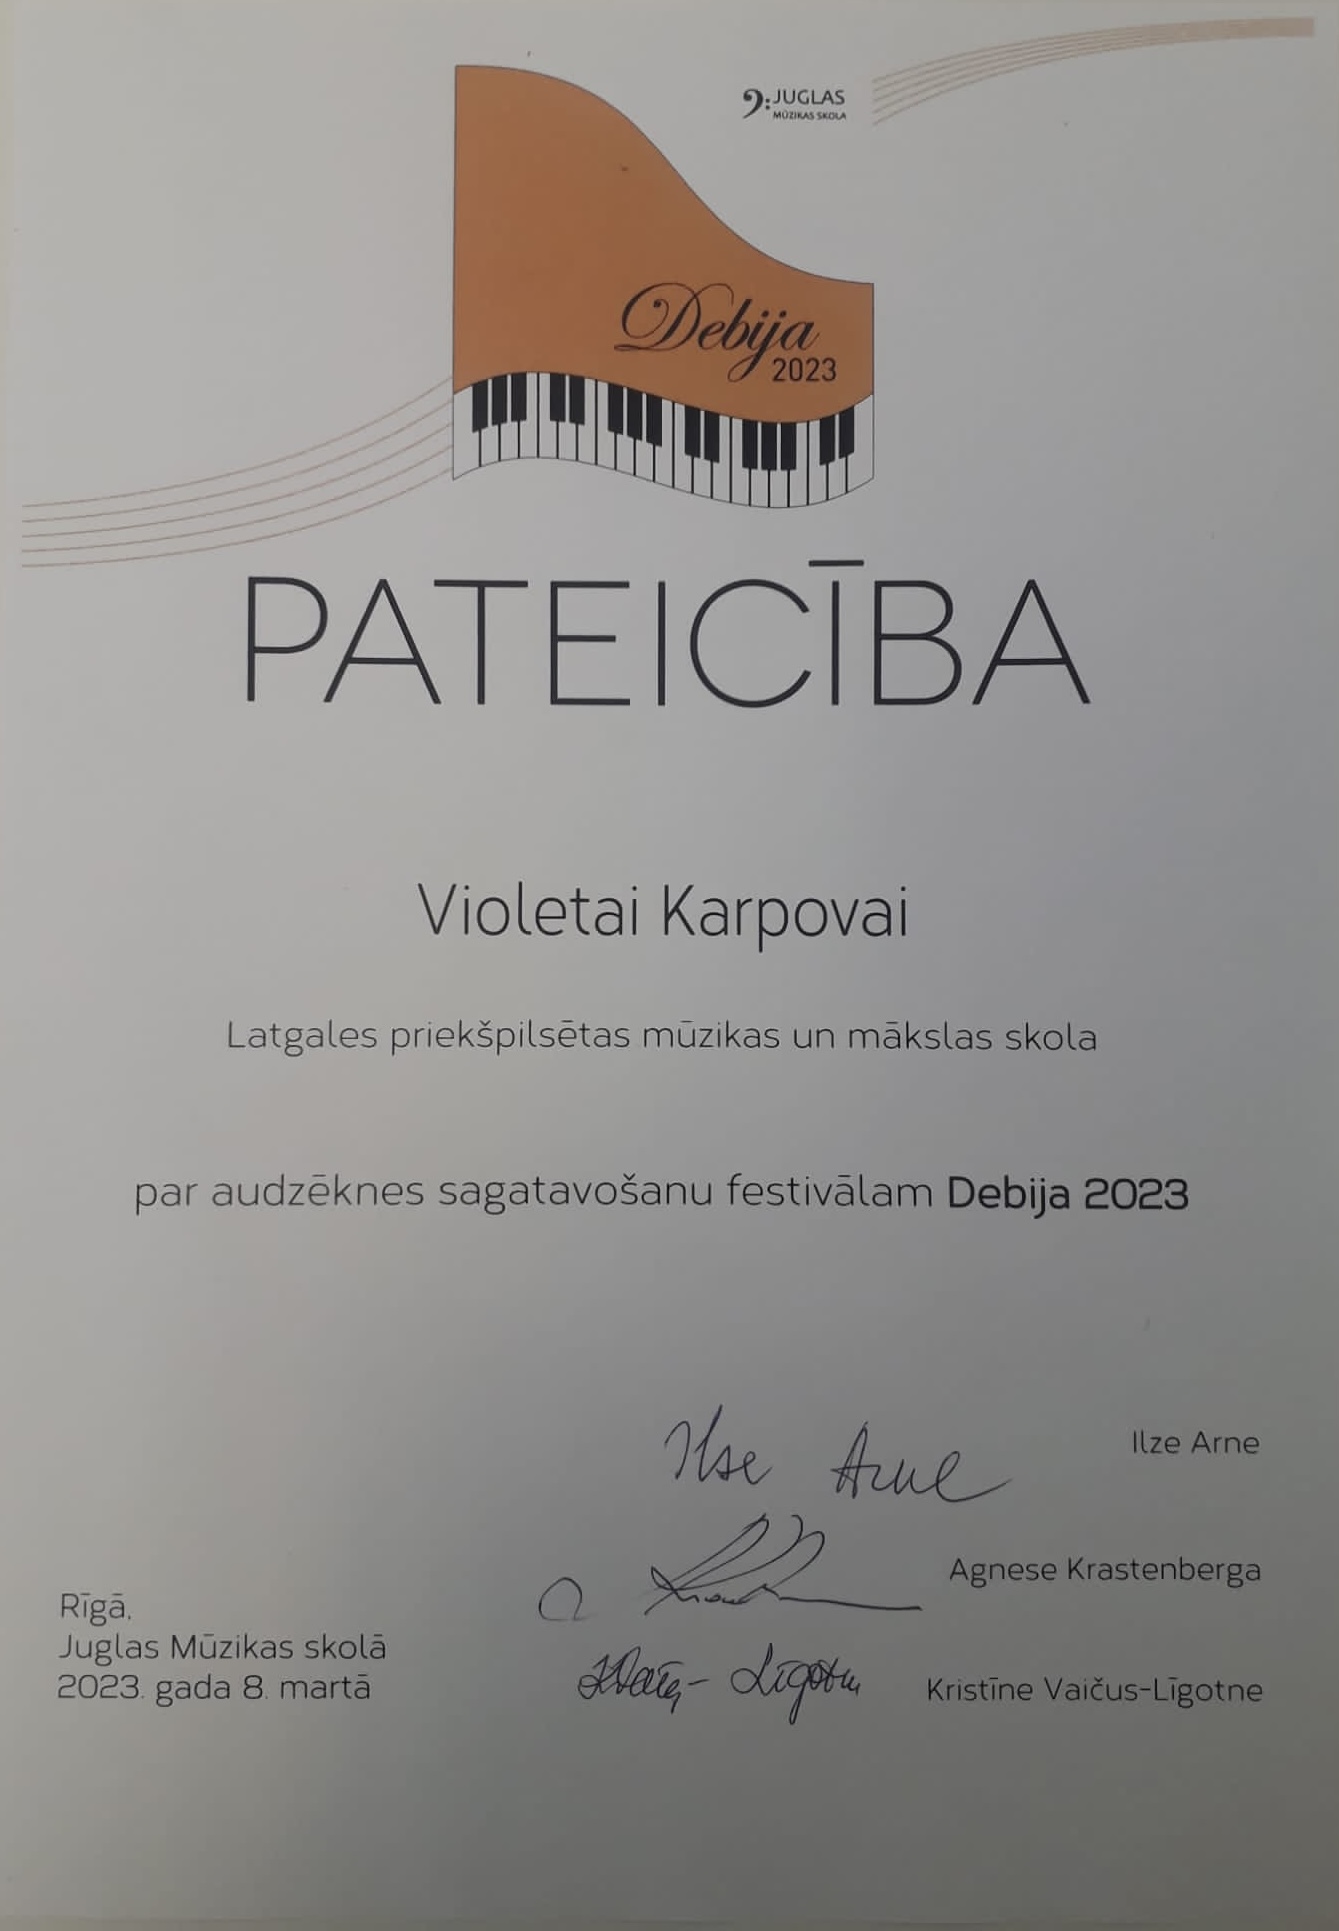 JUGLAS
MŪZIKAS SKOLA
Debija
2023
PATEICĪBA
Violetai Karpovai
Latgales priekšpilsētas mūzikas un mākslas skola
par audzēknes sagatavošanu festivālam Debija 2023
Ilze Arne
Ilze Arne
Agnese Krastenberga
Kristīne Vaičus-Līgotne
Rīgā,
Juglas Mūzikas skolā
2023. gada 8. martā